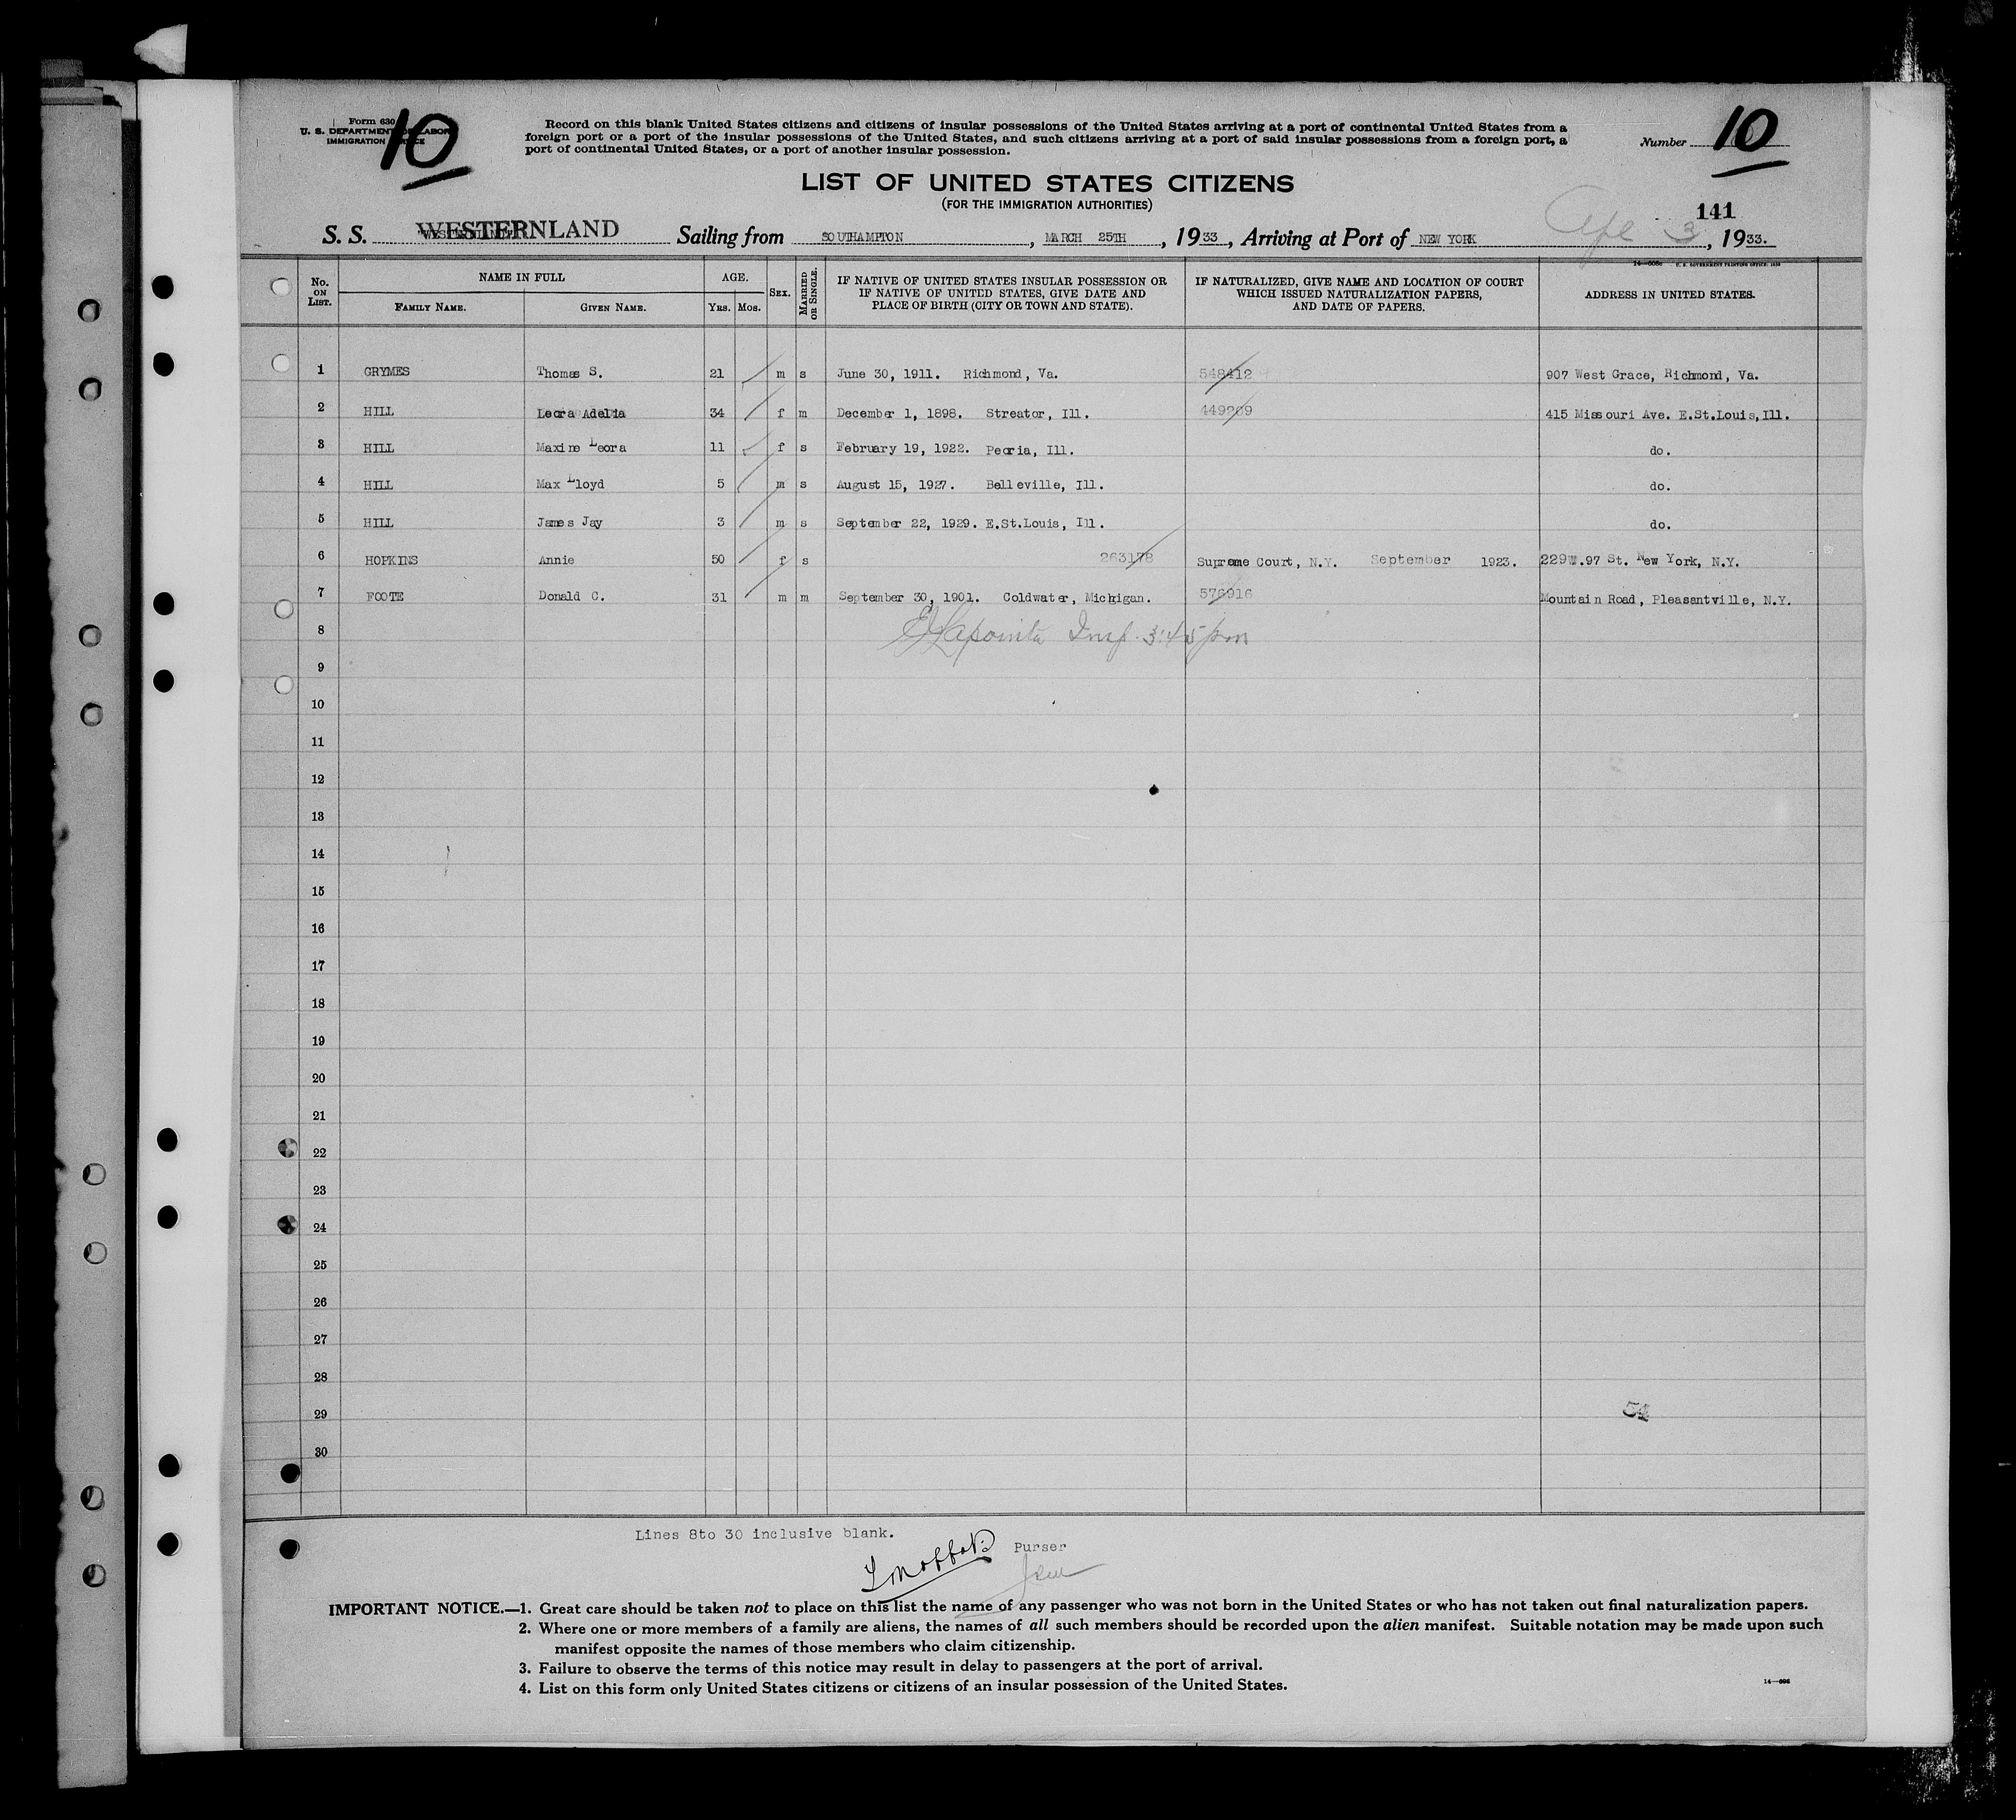 Form 630
U. S. DEPARTMENT OF LABOR
IMMIGRATION SERVICE
10
Record on this blank United States citizens and citizens of insular possessions of the United States arriving at a port of continental United States from a
foreign port or a port of the insular possessions of the United States, and such citizens arriving at a port of said insular possessions from a foreign port, a
port of continental United States, or a port of another insular possession.
Number 10
LIST OF UNITED STATES CITIZENS
(FOR THE IMMIGRATION AUTHORITIES)
141
S. S. WESTERNLAND Sailing from SOUTHAMPTON, MARCH 25TH, 1933, Arriving at Port of NEW YORK 3, 1933.
No. ON LIST. NAME IN FULL FAMILY NAME. GIVEN NAME. AGE. YRS. MOS. SEX. MARRIED OR SINGLE. IF NATIVE OF UNITED STATES INSULAR POSSESSION OR IF NATIVE OF UNITED STATES, GIVE DATE AND PLACE OF BIRTH (CITY OR TOWN AND STATE). IF NATURALIZED, GIVE NAME AND LOCATION OF COURT WHICH ISSUED NATURALIZATION PAPERS, AND DATE OF PAPERS. ADDRESS IN UNITED STATES.
1 GRYMES Thomas S. 21 m s June 30, 1911. Richmond, Va. 548412 907 West Grace, Richmond, Va.
2 HILL Leora Adelia 34 f m December 1, 1898. Streator, Ill. 449209 415 Missouri Ave. E.St.Louis,Ill.
3 HILL Maxine Leora 11 f s February 19, 1922. Peoria, Ill. do.
4 HILL Max Lloyd 5 m s August 15, 1927. Belleville, Ill. do.
5 HILL James Jay 3 m s September 22, 1929. E.St.Louis, Ill. do.
6 HOPKINS Annie 50 f s 263178 Supreme Court, N.Y. September 1923. 229W.97 St. New York, N.Y.
7 FOOTE Donald C. 31 m m September 30, 1901. Coldwater, Michigan. 576916 Mountain Road, Pleasantville, N.Y.
8 Lapointe Insp. 3:45 pm
9
10
11
12
13
14
15
16
17
18
19
20
21
22
23
24
25
26
27
28
29 54
30
Lines 8to 30 inclusive blank.
Purser
IMPORTANT NOTICE.—1. Great care should be taken not to place on this list the name of any passenger who was not born in the United States or who has not taken out final naturalization papers.
2. Where one or more members of a family are aliens, the names of all such members should be recorded upon the alien manifest. Suitable notation may be made upon such
manifest opposite the names of those members who claim citizenship.
3. Failure to observe the terms of this notice may result in delay to passengers at the port of arrival.
4. List on this form only United States citizens or citizens of an insular possession of the United States.